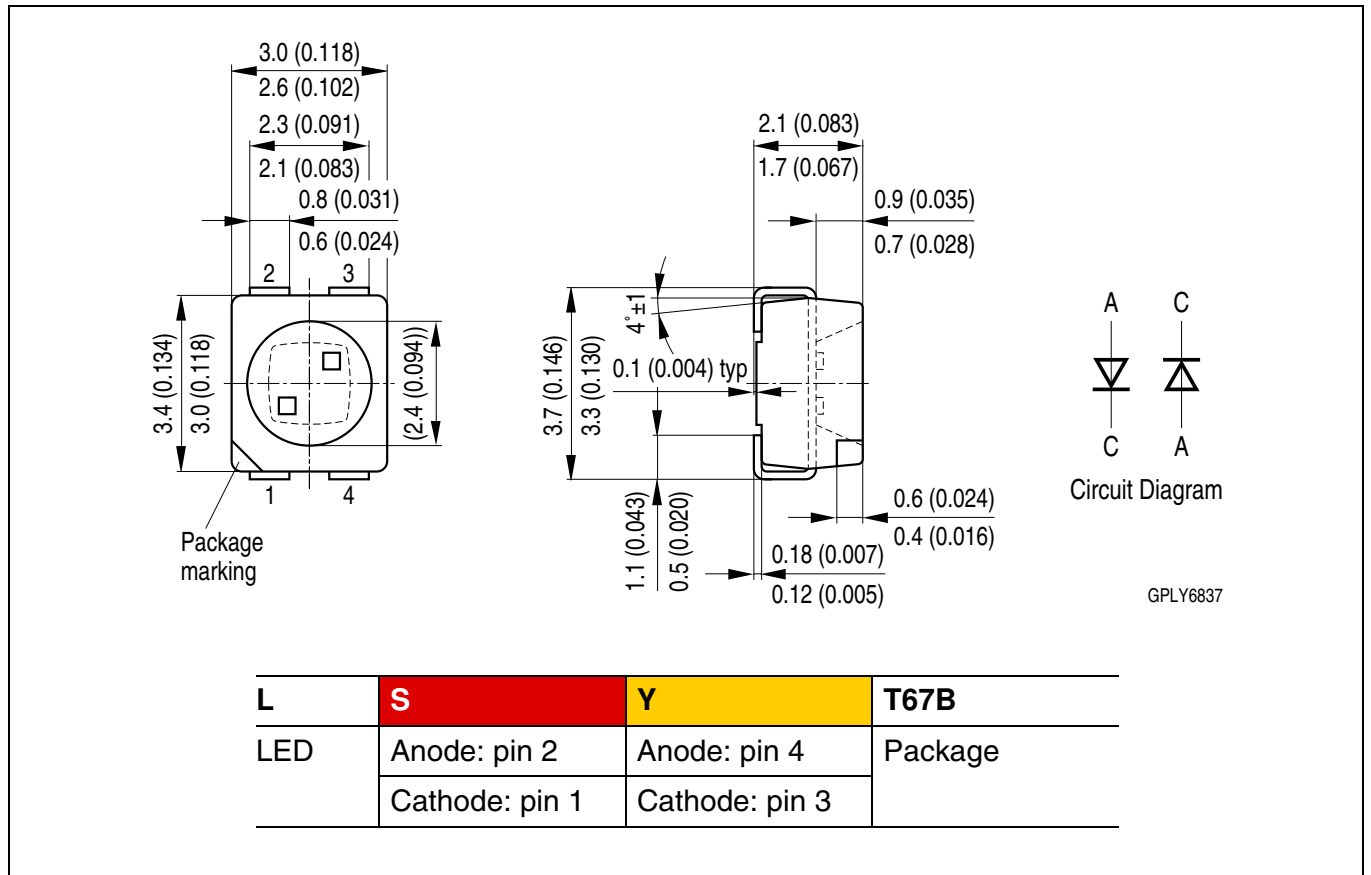 3.0 (0.118)
2.6 (0.102)
2.3 (0.091)
2.1 (0.083)
0.8 (0.031)
0.6 (0.024)
2 3
3.4 (0.134)
3.0 (0.118)
(2.4 (0.094))
1 4
Package
marking
2.1 (0.083)
1.7 (0.067)
0.9 (0.035)
0.7 (0.028)
4˚±1
0.1 (0.004) typ
3.7 (0.146)
3.3 (0.130)
1.1 (0.043)
0.5 (0.020)
0.6 (0.024)
0.4 (0.016)
0.18 (0.007)
0.12 (0.005)
A C
C A
Circuit Diagram
GPLY6837
L S Y T67B
LED Anode: pin 2 Anode: pin 4 Package
Cathode: pin 1 Cathode: pin 3